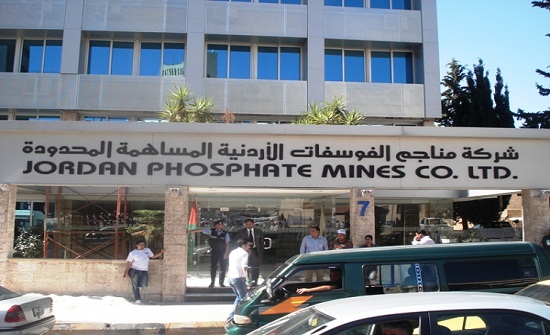 شركة مناجم الفوسفات الأردنية المساهمة المحدودة
JORDAN PHOSPHATE MINES CO. LTD.
7